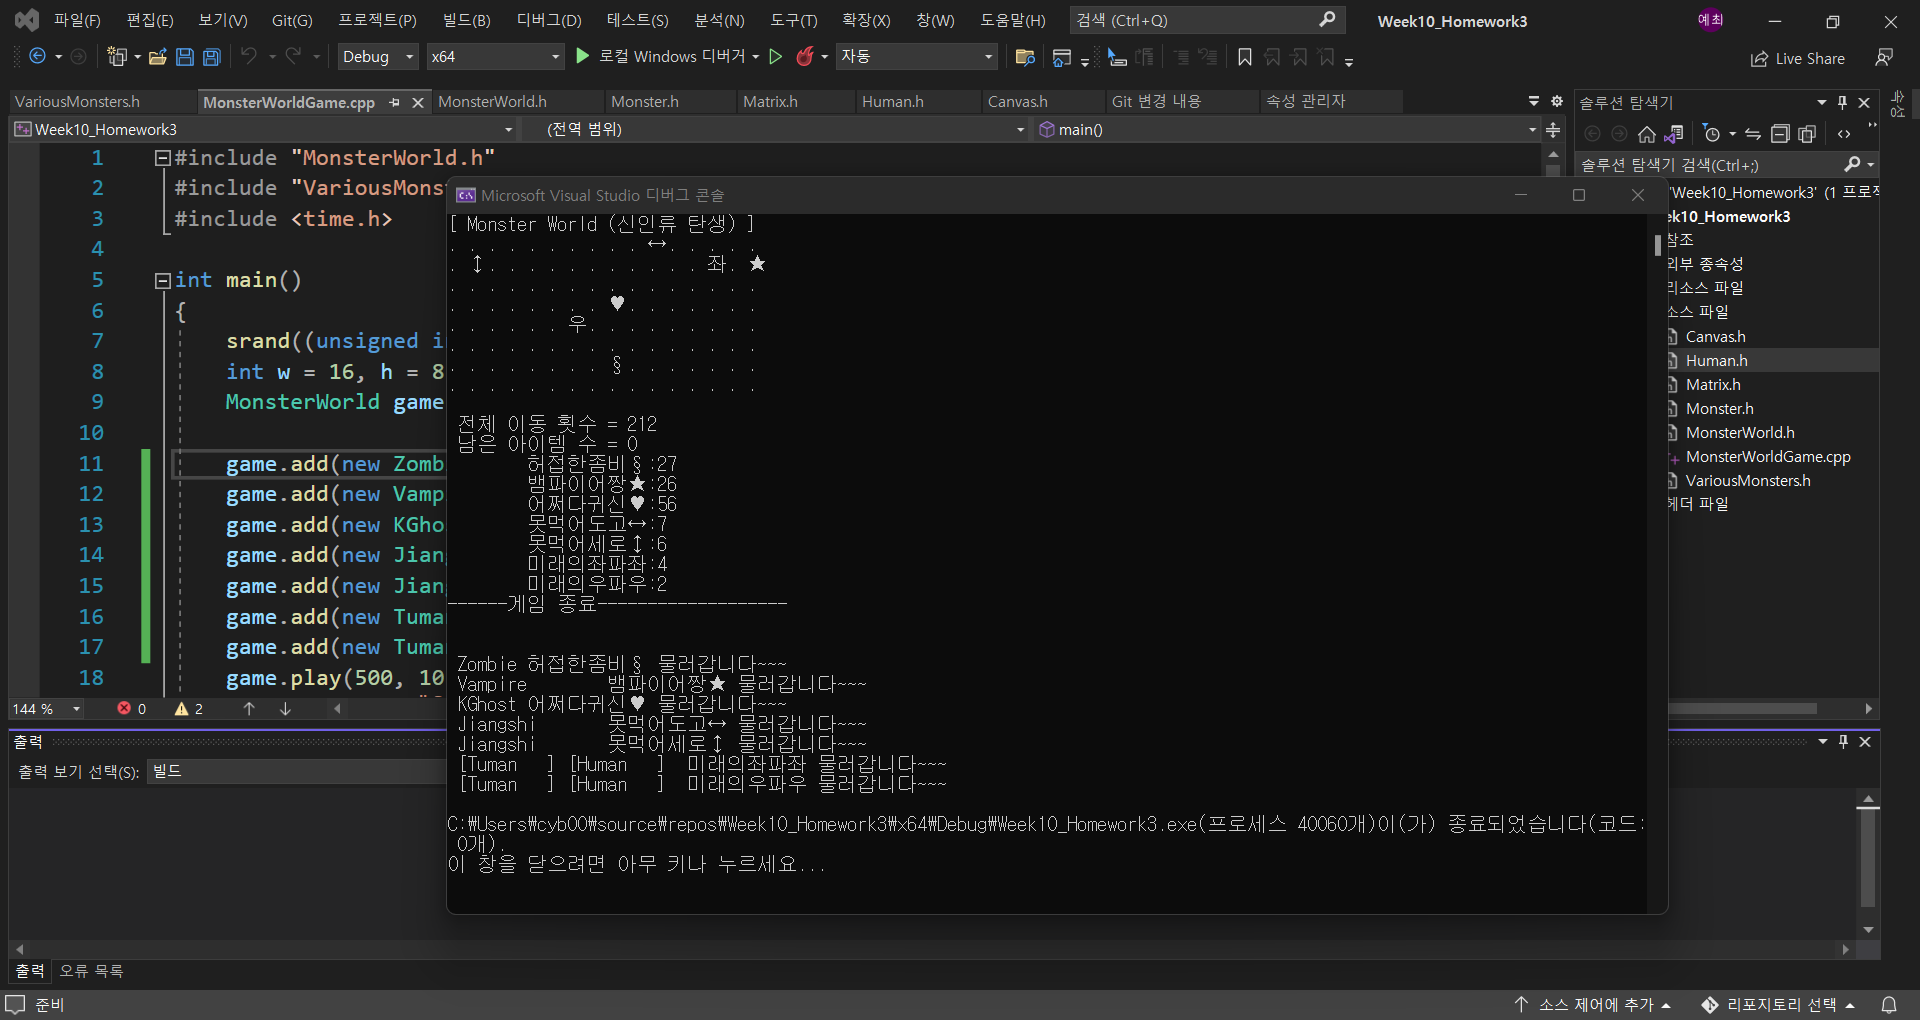 파일(F) 편집(E) 보기(V) Git(G) 프로젝트(P) 빌드(B) 디버그(D) 테스트(S) 분석(N) 도구(T) 확장(X) 창(W) 도움말(H) 검색 (Ctrl+Q) Week10_Homework3 예최
Debug x64 로컬 Windows 디버거 자동 Live Share
VariousMonsters.h MonsterWorldGame.cpp MonsterWorld.h Monster.h Matrix.h Human.h Canvas.h Git 변경 내용 속성 관리자
Week10_Homework3 (전역 범위) main()
1 #include "MonsterWorld.h"
2 #include "VariousMonst
3 #include <time.h>
4
5 int main()
6 {
7 srand((unsigned i
8 int w = 16, h = 8
9 MonsterWorld game
10
11 game.add(new Zomb
12 game.add(new Vamp
13 game.add(new KGho
14 game.add(new Jiang
15 game.add(new Jiang
16 game.add(new Tuma
17 game.add(new Tuma
18 game.play(500, 10
144 % 0 2
Microsoft Visual Studio 디버그 콘솔
[ Monster World (신인류 탄생) ]
. . . . . . . . . . ↔ . . . . .
. ↕ . . . . . . . . . . . 좌 . ★
. . . . . . . . . . . . . . . .
. . . . . . . . ♥ . . . . . . .
. . . . . . 우 . . . . . . . . .
. . . . . . . . . . . . . . . .
. . . . . . . . § . . . . . . .
. . . . . . . . . . . . . . . .
전체 이동 횟수 = 212
남은 아이템 수 = 0
허접한좀비§:27
뱀파이어짱★:26
어쩌다귀신♥:56
못먹어도고↔:7
못먹어세로↕:6
미래의좌파좌:4
미래의우파우:2
------게임 종료-------------------
Zombie 허접한좀비§ 물러갑니다~~~
Vampire 뱀파이어짱★ 물러갑니다~~~
KGhost 어쩌다귀신♥ 물러갑니다~~~
Jiangshi 못먹어도고↔ 물러갑니다~~~
Jiangshi 못먹어세로↕ 물러갑니다~~~
[Tuman ] [Human ] 미래의좌파좌 물러갑니다~~~
[Tuman ] [Human ] 미래의우파우 물러갑니다~~~
C:\Users\cyb00\source\repos\Week10_Homework3\x64\Debug\Week10_Homework3.exe(프로세스 40060개)이(가) 종료되었습니다(코드:
0개).
이 창을 닫으려면 아무 키나 누르세요...
솔루션 탐색기
솔루션 탐색기 검색(Ctrl+;)
'Week10_Homework3' (1 프로젝
ek10_Homework3
참조
외부 종속성
리소스 파일
소스 파일
Canvas.h
Human.h
Matrix.h
Monster.h
MonsterWorld.h
MonsterWorldGame.cpp
VariousMonsters.h
헤더 파일
속성
출력
출력 보기 선택(S): 빌드
출력 오류 목록
준비 소스 제어에 추가 리포지토리 선택